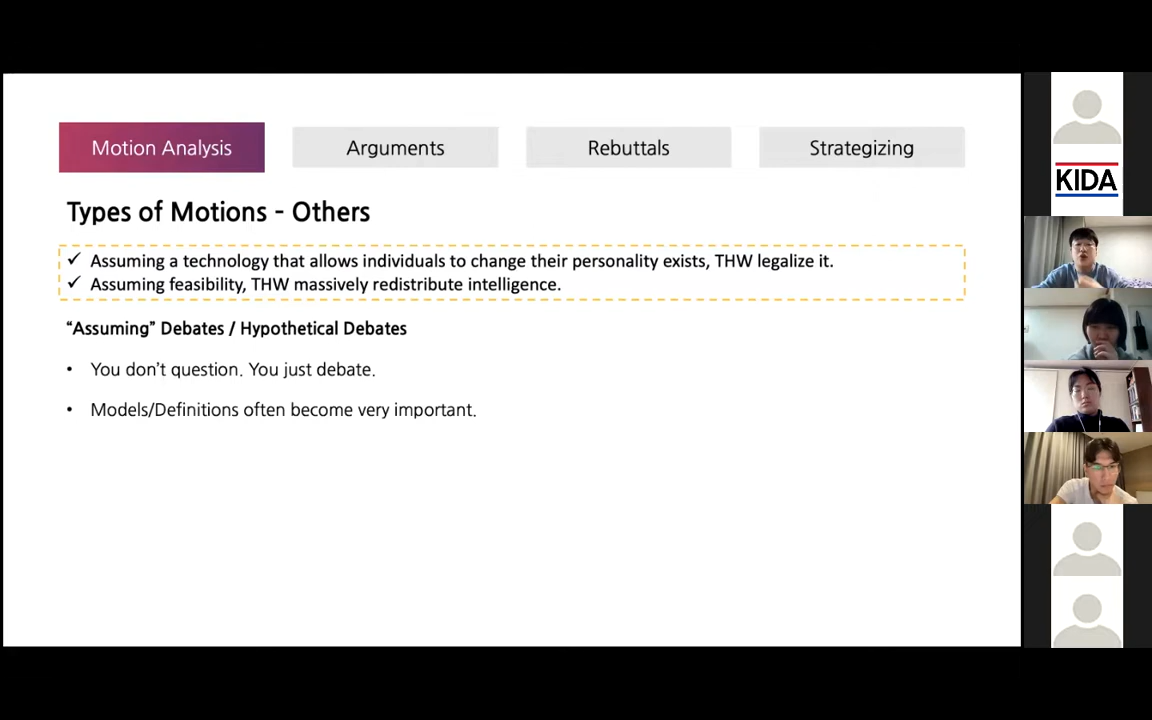 Motion Analysis
Arguments
Rebuttals
Strategizing
Types of Motions - Others
✓ Assuming a technology that allows individuals to change their personality exists, THW legalize it.
✓ Assuming feasibility, THW massively redistribute intelligence.
“Assuming” Debates / Hypothetical Debates
• You don’t question. You just debate.
• Models/Definitions often become very important.
KIDA